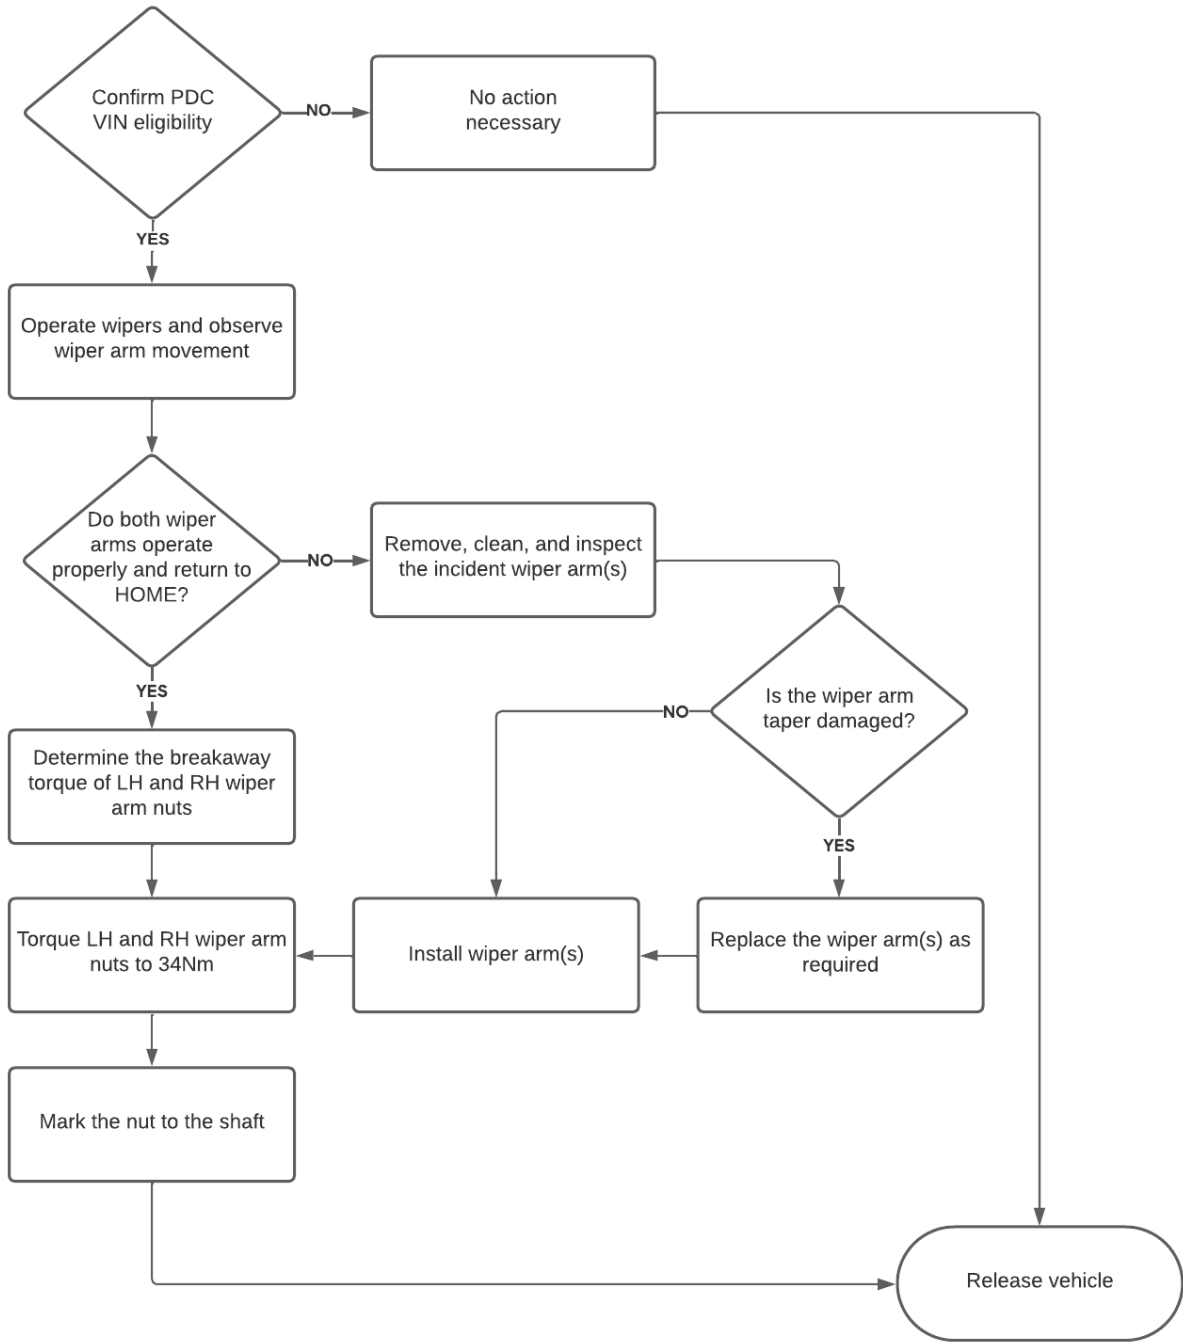 Confirm PDC
VIN eligibility
NO
No action
necessary
YES
Operate wipers and observe
wiper arm movement
Do both wiper
arms operate
properly and return to
HOME?
NO
Remove, clean, and inspect
the incident wiper arm(s)
Is the wiper arm
taper damaged?
NO
YES
YES
Determine the breakaway
torque of LH and RH wiper
arm nuts
Torque LH and RH wiper arm
nuts to 34Nm
Install wiper arm(s)
Replace the wiper arm(s) as
required
Mark the nut to the shaft
Release vehicle